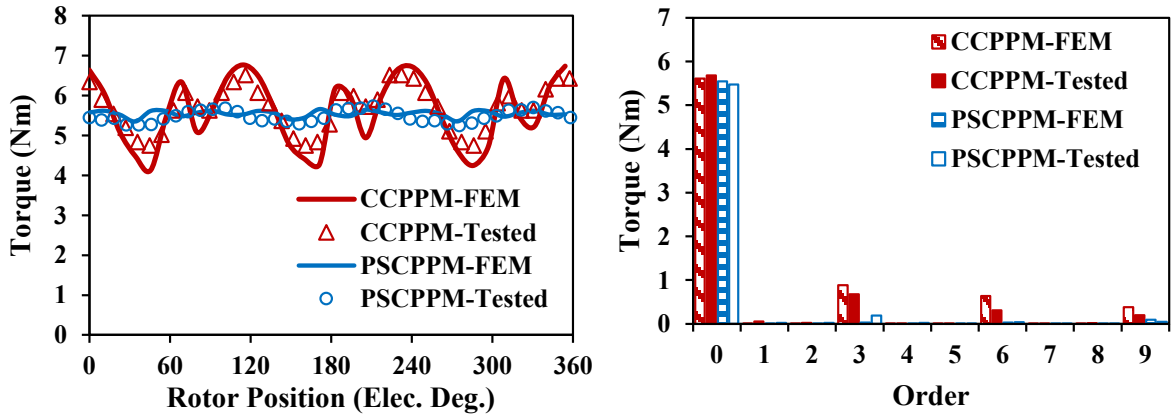 8
7
6
5
4
3
2
1
0
Torque (Nm)
CCPPM-FEM
CCPPM-Tested
PSCPPM-FEM
PSCPPM-Tested
0 60 120 180 240 300 360
Rotor Position (Elec. Deg.)
7
6
5
4
3
2
1
0
Torque (Nm)
CCPPM-FEM
CCPPM-Tested
PSCPPM-FEM
PSCPPM-Tested
0 1 2 3 4 5 6 7 8 9
Order